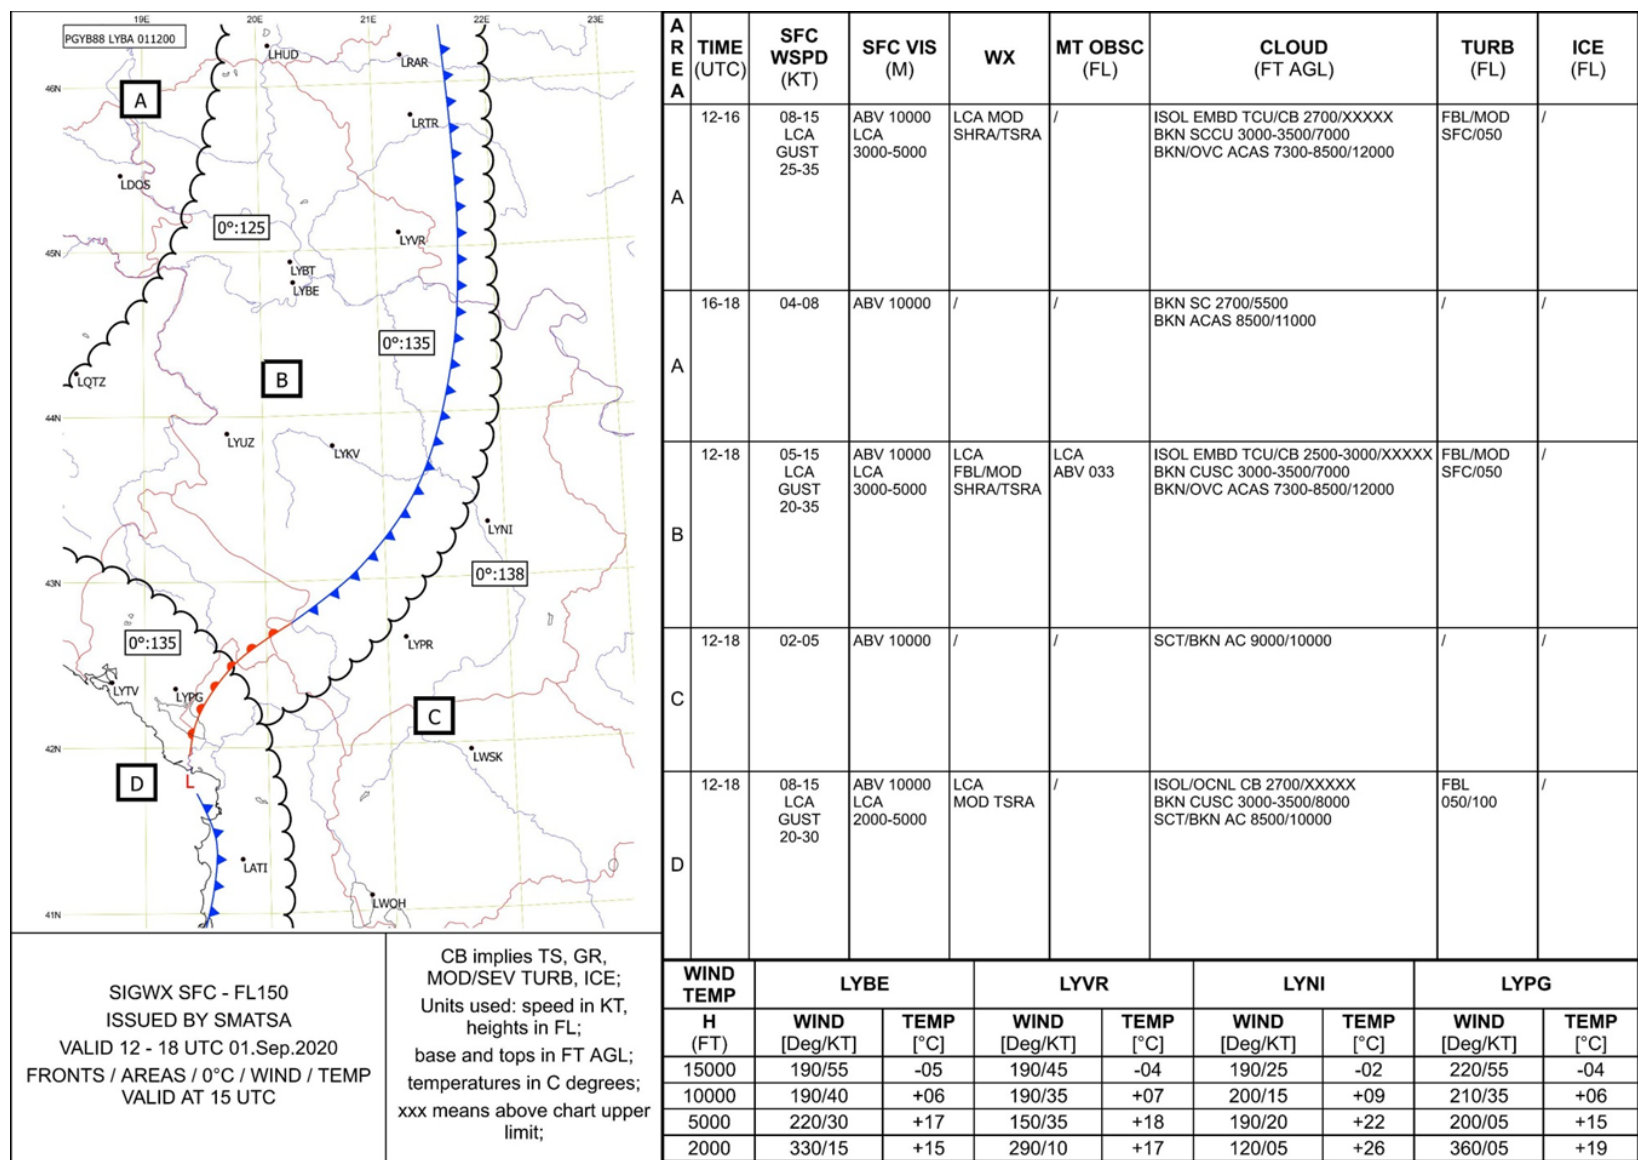 19E 20E 21E 22E 23E
PGYB88 LYBA 011200
LHUD
LRAR
A
46N
LRTR
LDOS
0°:125
LYVR
45N
LYBT
LYBE
0°:135
LQTZ
B
44N
LYUZ
LYKV
LYNI
0°:138
43N
0°:135
LYPR
LYTV
LYPG
C
42N
LWSK
D
L
LATI
LWOH
41N
AREA TIME (UTC) SFC WSPD (KT) SFC VIS (M) WX MT OBSC (FL) CLOUD (FT AGL) TURB (FL) ICE (FL)
12-16 08-15 ABV 10000 LCA MOD / ISOL EMBD TCU/CB 2700/XXXXX FBL/MOD /
LCA LCA SHRA/TSRA BKN SCCU 3000-3500/7000 SFC/050
GUST 3000-5000 BKN/OVC ACAS 7300-8500/12000
25-35
A
16-18 04-08 ABV 10000 / / BKN SC 2700/5500 / /
BKN ACAS 8500/11000
A
12-18 05-15 ABV 10000 LCA LCA ISOL EMBD TCU/CB 2500-3000/XXXXX FBL/MOD /
LCA LCA FBL/MOD ABV 033 BKN CUSC 3000-3500/7000 SFC/050
GUST 3000-5000 SHRA/TSRA BKN/OVC ACAS 7300-8500/12000
20-35
B
12-18 02-05 ABV 10000 / / SCT/BKN AC 9000/10000 / /
C
12-18 08-15 ABV 10000 LCA / ISOL/OCNL CB 2700/XXXXX FBL /
LCA LCA MOD TSRA BKN CUSC 3000-3500/8000 050/100
GUST 2000-5000 SCT/BKN AC 8500/10000
20-30
D
SIGWX SFC - FL150
ISSUED BY SMATSA
VALID 12 - 18 UTC 01.Sep.2020
FRONTS / AREAS / 0°C / WIND / TEMP
VALID AT 15 UTC
CB implies TS, GR,
MOD/SEV TURB, ICE;
Units used: speed in KT,
heights in FL;
base and tops in FT AGL;
temperatures in C degrees;
xxx means above chart upper
limit;
WIND TEMP LYBE LYVR LYNI LYPG
H (FT) WIND [Deg/KT] TEMP [°C] WIND [Deg/KT] TEMP [°C] WIND [Deg/KT] TEMP [°C] WIND [Deg/KT] TEMP [°C]
15000 190/55 -05 190/45 -04 190/25 -02 220/55 -04
10000 190/40 +06 190/35 +07 200/15 +09 210/35 +06
5000 220/30 +17 150/35 +18 190/20 +22 200/05 +15
2000 330/15 +15 290/10 +17 120/05 +26 360/05 +19